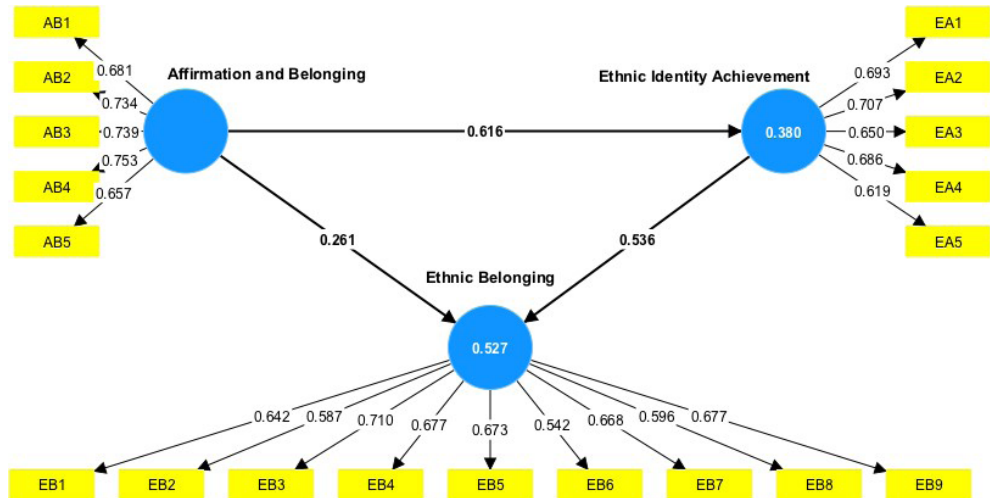 AB1
EA1
0.681
Affirmation and Belonging
Ethnic Identity Achievement
0.693
AB2
0.734
0.707
EA2
AB3
0.739
0.616
0.380
0.650
EA3
0.753
0.686
AB4
0.657
0.619
EA4
AB5
0.261
0.536
EA5
Ethnic Belonging
0.527
0.642
0.587
0.710
0.677
0.673
0.542
0.668
0.596
0.677
EB1
EB2
EB3
EB4
EB5
EB6
EB7
EB8
EB9